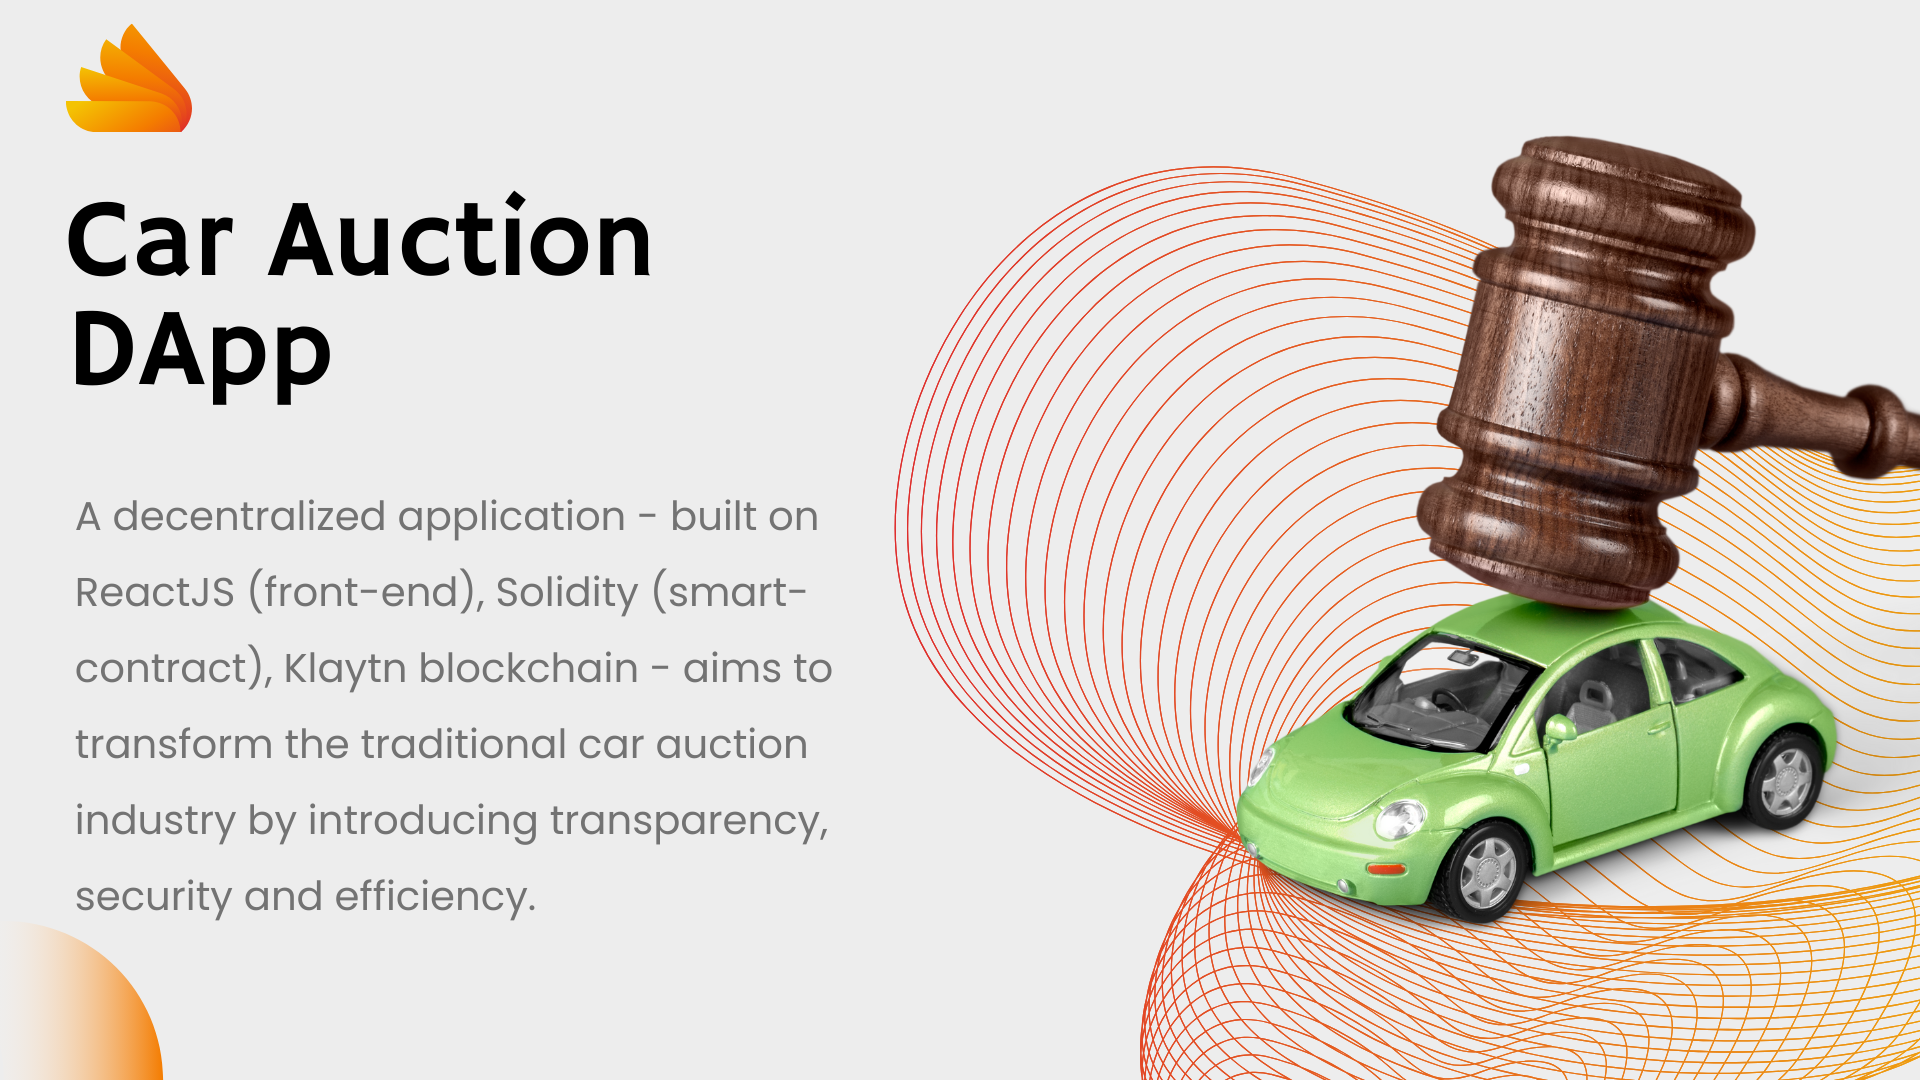 Car Auction
DApp
A decentralized application - built on
ReactJS (front-end), Solidity (smart-
contract), Klaytn blockchain - aims to
transform the traditional car auction
industry by introducing transparency,
security and efficiency.